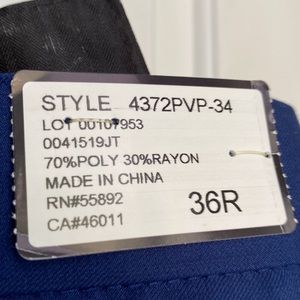 STYLE 4372PVP-34
LOT 00107953
0041519JT
70%POLY 30%RAYON
MADE IN CHINA
RN#55892
CA#46011
36R